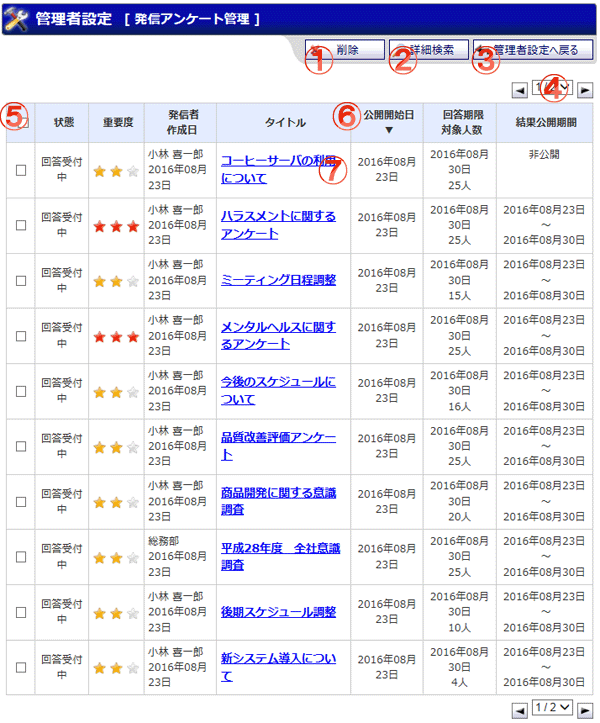 管理者設定 [ 発信アンケート管理 ]
① 削除 ② 詳細検索 ③ 管理者設定へ戻る
◀ 1 ④ ▶
⑤ 状態 重要度 発信者 作成日 タイトル ⑥ 公開開始日 ▼ 回答期限 対象人数 結果公開期間
回答受付中 小林 喜一郎 2016年08月23日 コーヒーサーバの利用について ⑦ 2016年08月23日 2016年08月30日 25人 非公開
回答受付中 小林 喜一郎 2016年08月23日 ハラスメントに関するアンケート 2016年08月23日 2016年08月30日 25人 2016年08月23日 ～ 2016年08月30日
回答受付中 小林 喜一郎 2016年08月23日 ミーティング日程調整 2016年08月23日 2016年08月30日 15人 2016年08月23日 ～ 2016年08月30日
回答受付中 小林 喜一郎 2016年08月23日 メンタルヘルスに関するアンケート 2016年08月23日 2016年08月30日 25人 2016年08月23日 ～ 2016年08月30日
回答受付中 小林 喜一郎 2016年08月23日 今後のスケジュールについて 2016年08月23日 2016年08月30日 16人 2016年08月23日 ～ 2016年08月30日
回答受付中 小林 喜一郎 2016年08月23日 品質改善評価アンケート 2016年08月23日 2016年08月30日 25人 2016年08月23日 ～ 2016年08月30日
回答受付中 小林 喜一郎 2016年08月23日 商品開発に関する意識調査 2016年08月23日 2016年08月30日 20人 2016年08月23日 ～ 2016年08月30日
回答受付中 総務部 2016年08月23日 平成28年度　全社意識調査 2016年08月23日 2016年08月30日 25人 2016年08月23日 ～ 2016年08月30日
回答受付中 小林 喜一郎 2016年08月23日 後期スケジュール調整 2016年08月23日 2016年08月30日 10人 2016年08月23日 ～ 2016年08月30日
回答受付中 小林 喜一郎 2016年08月23日 新システム導入について 2016年08月23日 2016年08月30日 4人 2016年08月23日 ～ 2016年08月30日
◀ 1 / 2 ▶